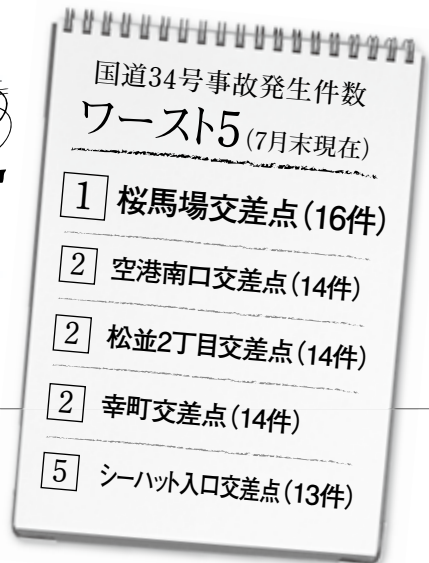 国道34号事故発生件数
ワースト5(7月末現在)
1 桜馬場交差点(16件)
2 空港南口交差点(14件)
2 松並2丁目交差点(14件)
2 幸町交差点(14件)
5 シーハット入口交差点(13件)